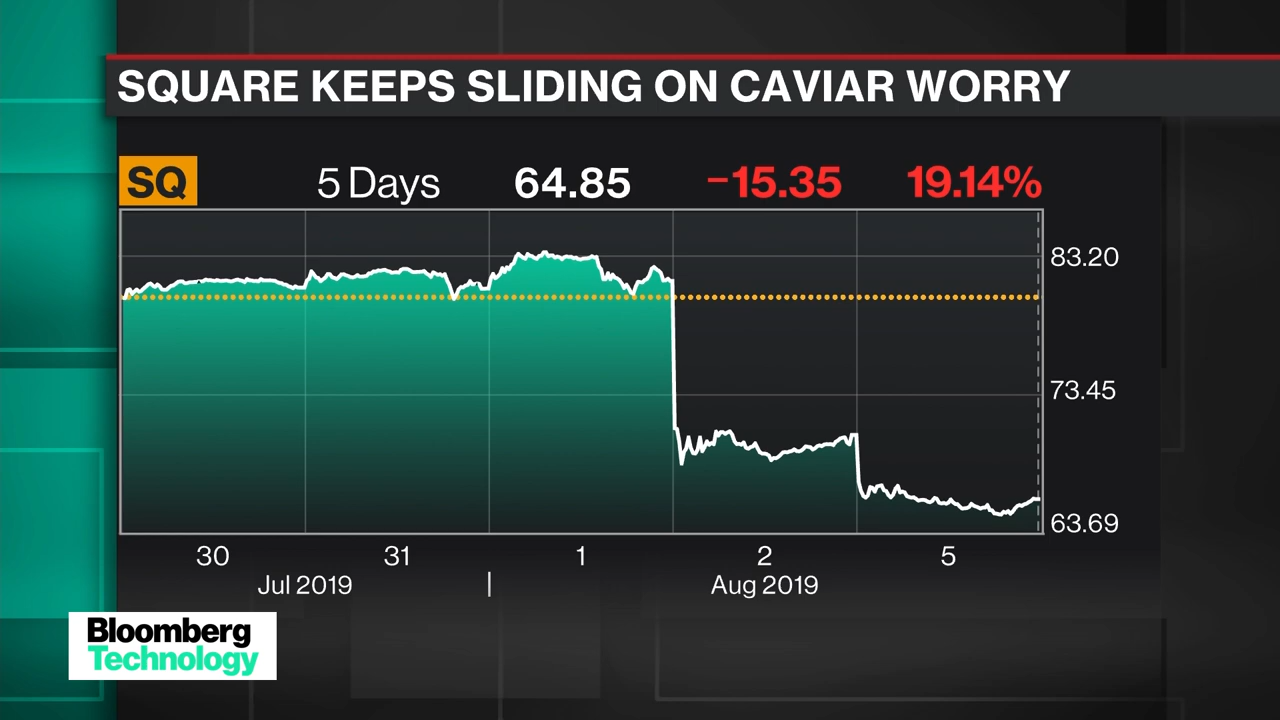 SQUARE KEEPS SLIDING ON CAVIAR WORRY
SQ 5 Days 64.85 −15.35 19.14%
83.20
73.45
63.69
30 31 1 2 5
Jul 2019 | Aug 2019
Bloomberg
Technology